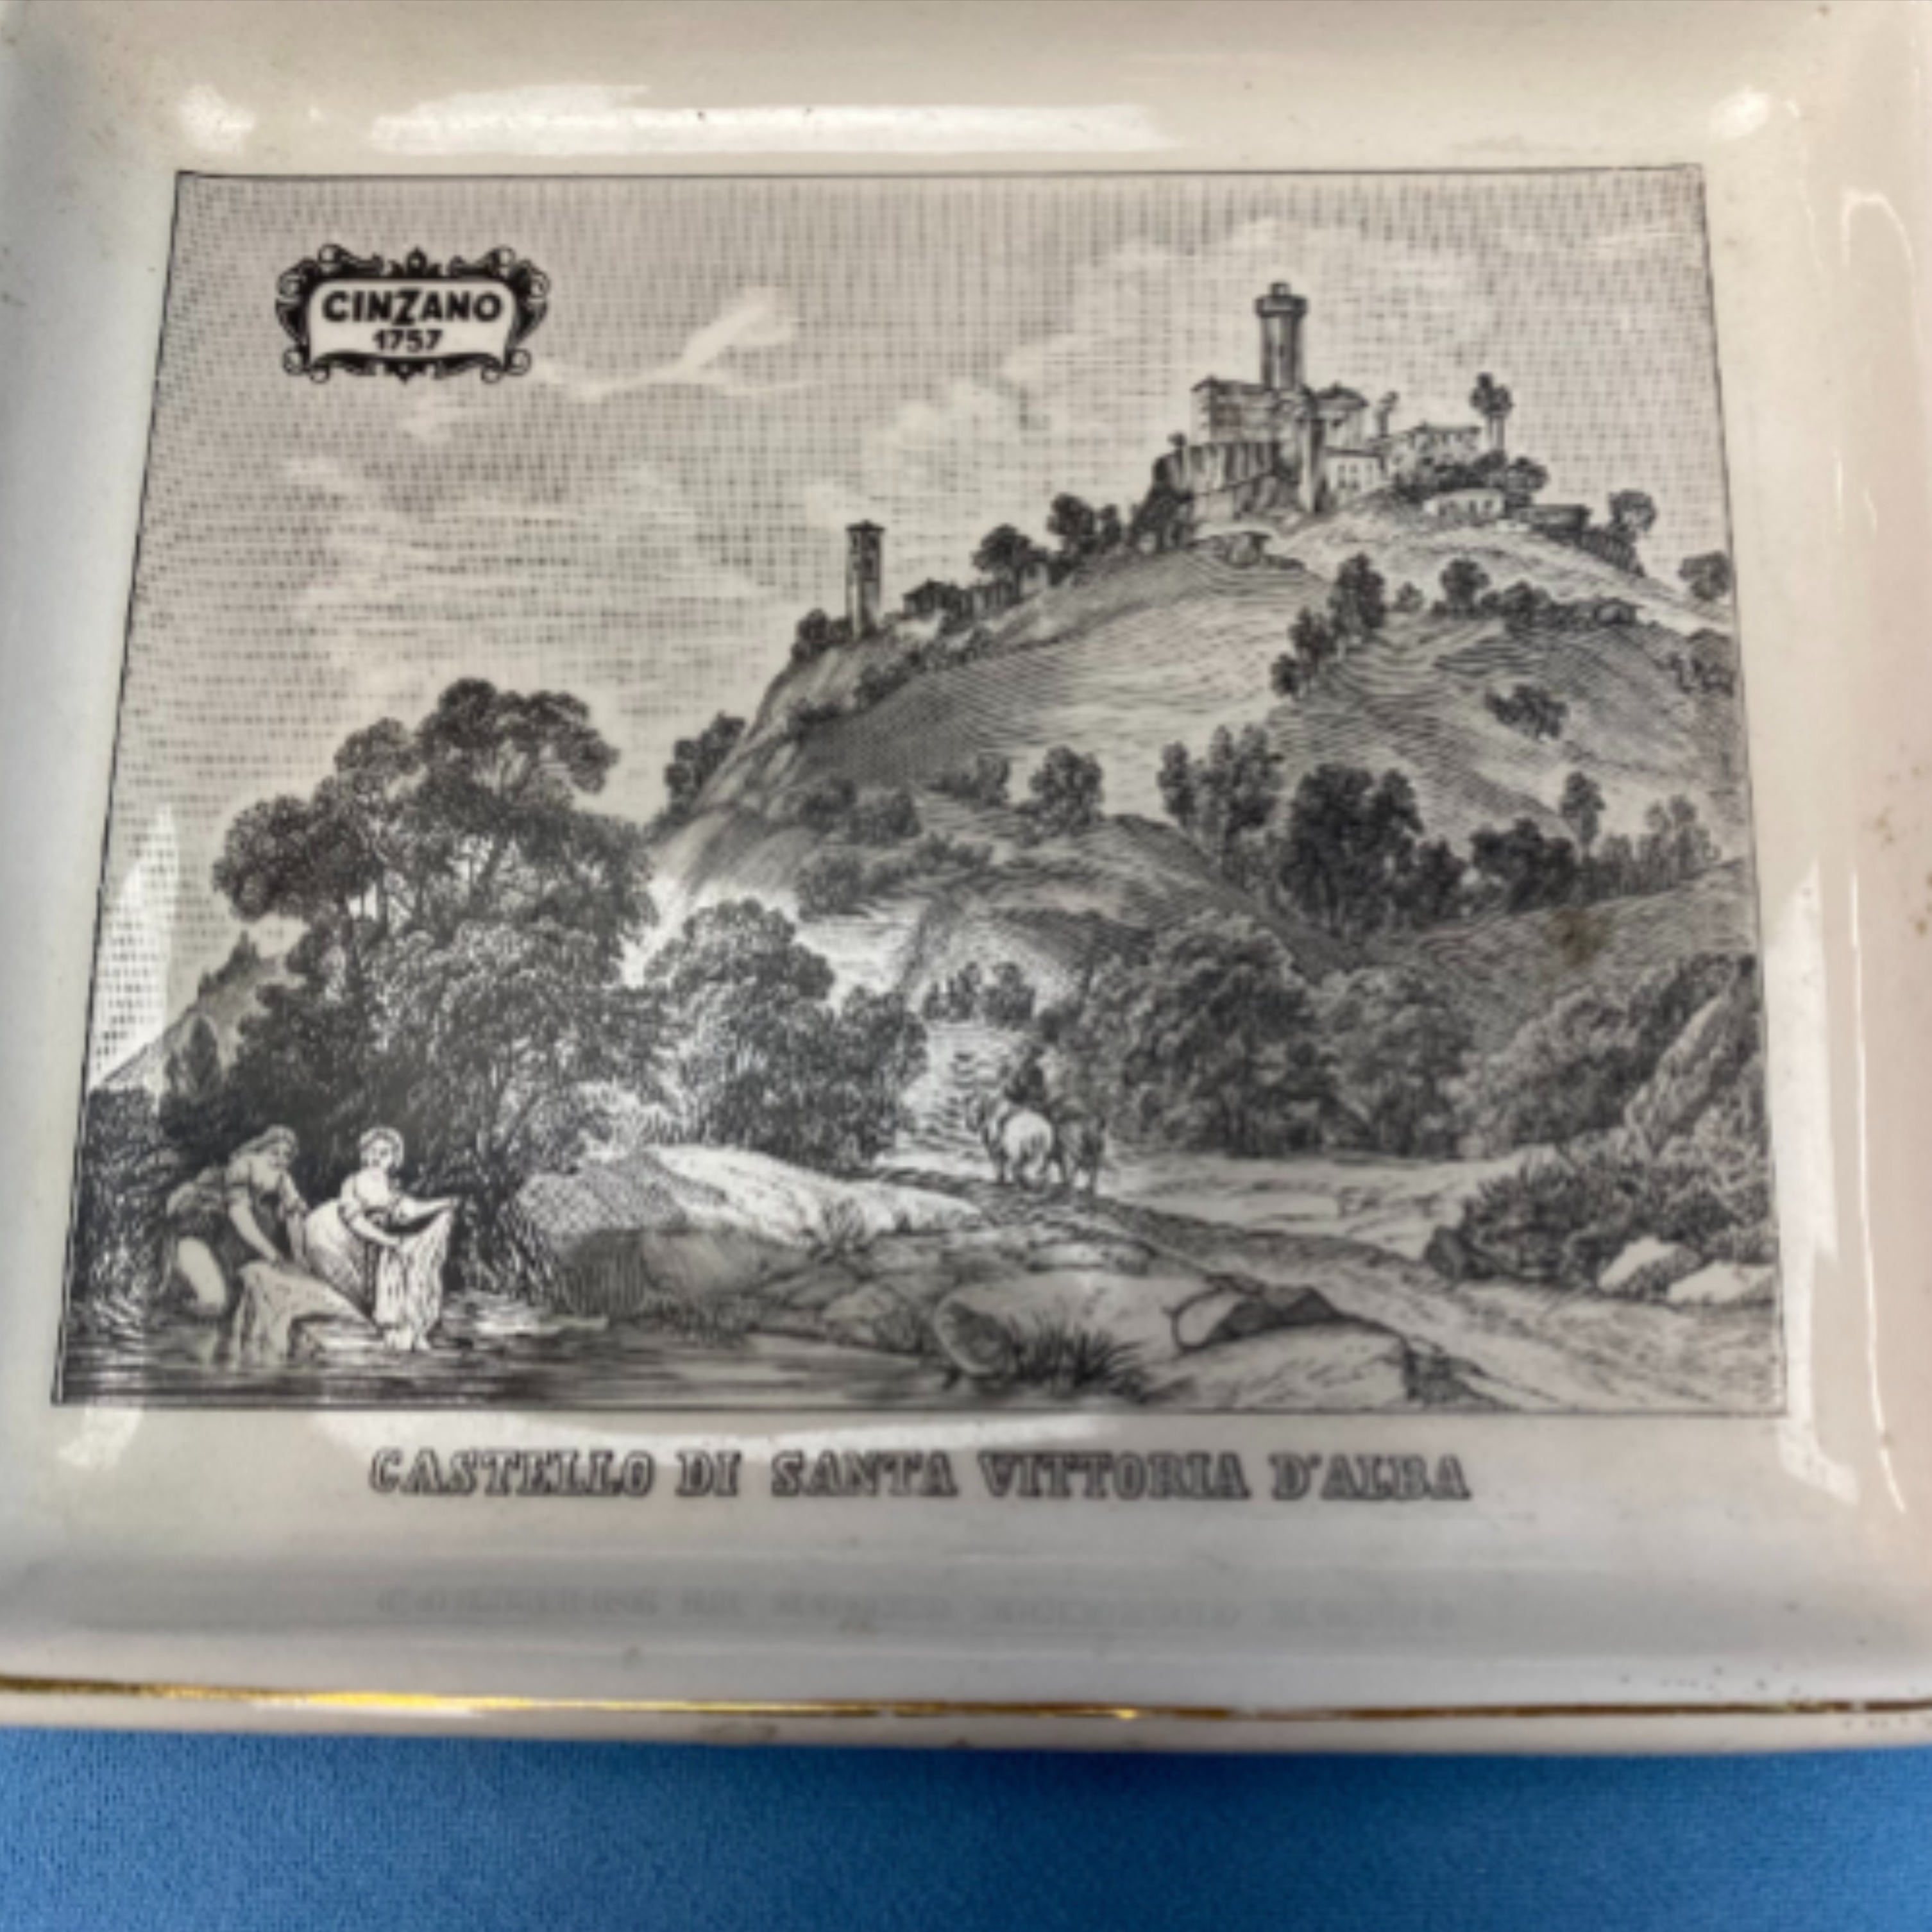 CINZANO
1757
CASTELLO DI SANTA VITTORIA D'ALBA